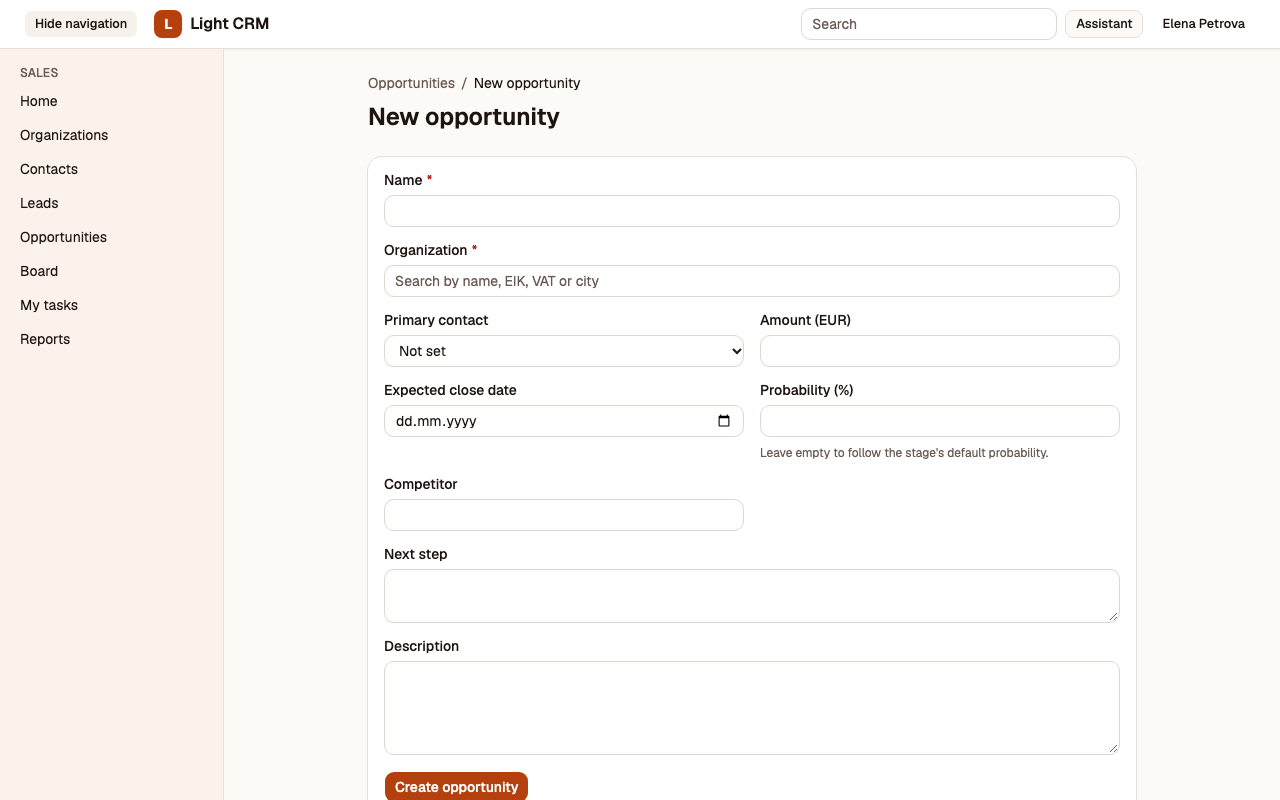 Hide navigation
L
Light CRM
Search
Assistant
Elena Petrova
SALES
Home
Organizations
Contacts
Leads
Opportunities
Board
My tasks
Reports
Opportunities / New opportunity
New opportunity
Name *
Organization *
Search by name, EIK, VAT or city
Primary contact
Not set
Amount (EUR)
Expected close date
dd.mm.yyyy
Probability (%)
Leave empty to follow the stage's default probability.
Competitor
Next step
Description
Create opportunity